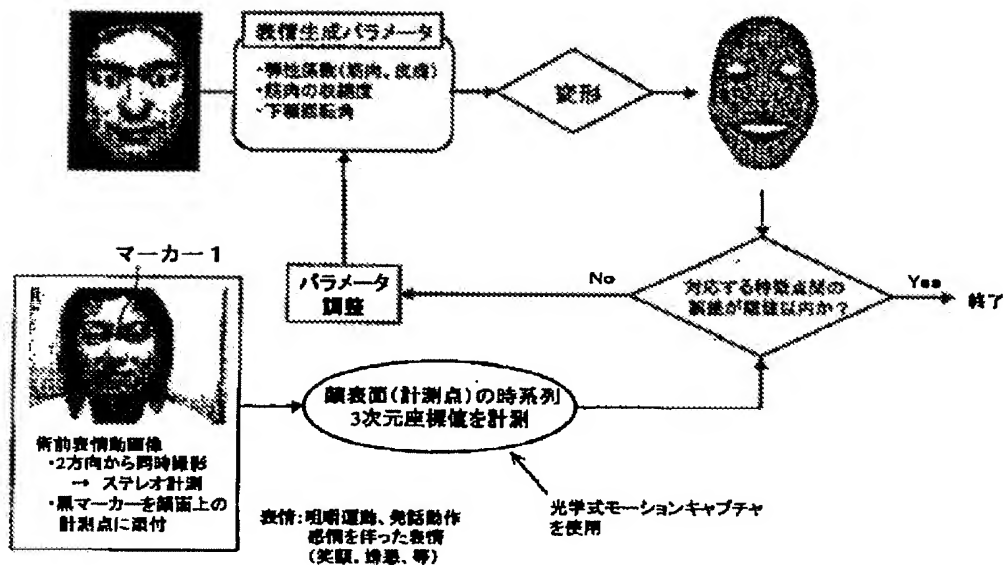 表情生成パラメータ
・弾性係数(筋肉、皮膚)
・筋肉の収縮度
・下顎回転角
変形
マーカー 1
パラメータ
調整
No
対応する特徴点間の
誤差が閾値以内か?
Yes
終了
顔表面(計測点)の時系列
3次元座標値を計測
術前表情動画像
・2方向から同時撮影
→ ステレオ計測
・黒マーカーを顔面上の
計測点に添付
表情:咀嚼運動、発話動作
感情を伴った表情
(笑顔、嫌悪、等)
光学式モーションキャプチャ
を使用